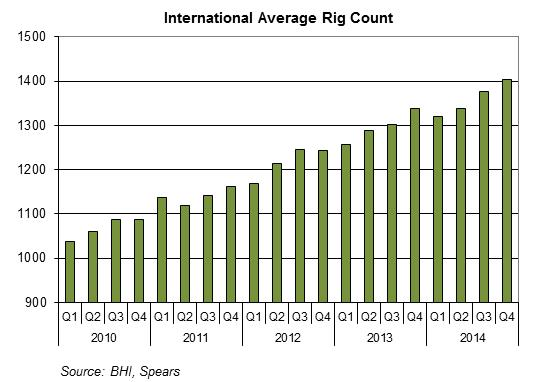 International Average Rig Count
1500
1400
1300
1200
1100
1000
900
Q1 Q2 Q3 Q4 Q1 Q2 Q3 Q4 Q1 Q2 Q3 Q4 Q1 Q2 Q3 Q4 Q1 Q2 Q3 Q4
2010 2011 2012 2013 2014
Source: BHI, Spears